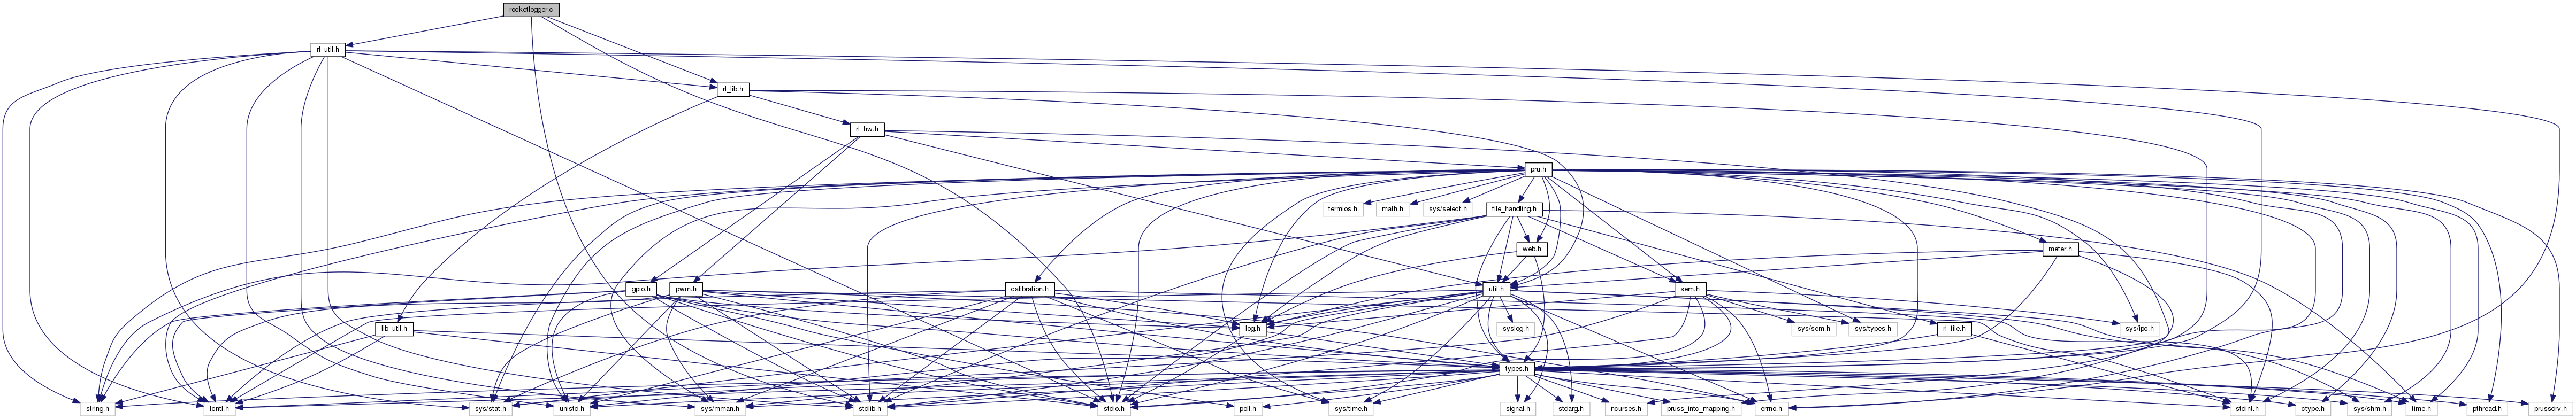 rocketlogger.c
rl_util.h
rl_lib.h
rl_hw.h
pru.h
termios.h
math.h
sys/select.h
file_handling.h
web.h
meter.h
gpio.h
pwm.h
calibration.h
util.h
sem.h
lib_util.h
log.h
syslog.h
sys/sem.h
sys/types.h
rl_file.h
sys/ipc.h
types.h
string.h
fcntl.h
sys/stat.h
unistd.h
sys/mman.h
stdlib.h
stdio.h
poll.h
sys/time.h
signal.h
stdarg.h
ncurses.h
pruss_intc_mapping.h
errno.h
stdint.h
ctype.h
sys/shm.h
time.h
pthread.h
prussdrv.h